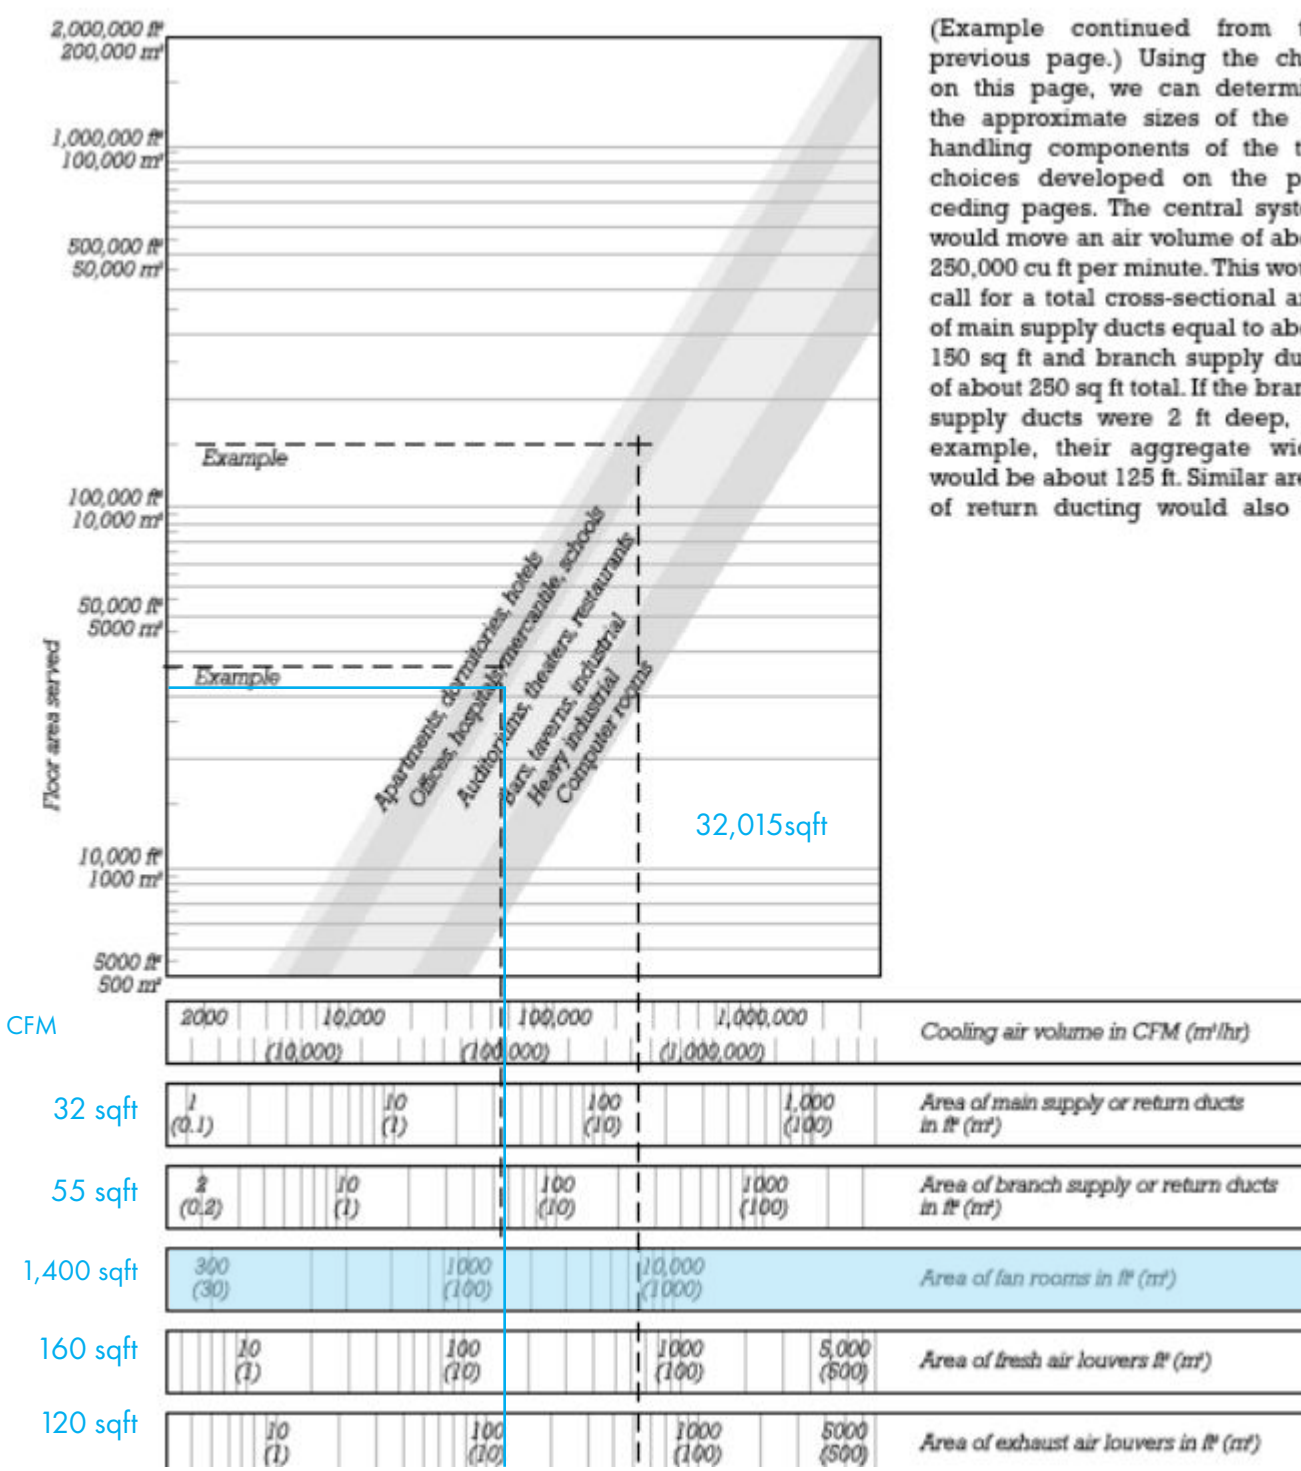 2,000,000 ft²
200,000 m²
1,000,000 ft²
100,000 m²
500,000 ft²
50,000 m²
100,000 ft²
10,000 m²
50,000 ft²
5000 m²
10,000 ft²
1000 m²
5000 ft²
500 m²
Floor area served
Example
Example
Apartments, dormitories, hotels
Offices, hospitals, mercantile, schools
Auditoriums, theaters, restaurants
Bars, taverns, industrial
Heavy industrial
Computer rooms
32,015sqft
(Example continued from
previous page.) Using the
on this page, we can
the approximate sizes of the
handling components of the
choices developed on the
ceding pages. The central
would move an air volume of
250,000 cu ft per minute. This
call for a total cross-sectional
of main supply ducts equal to
150 sq ft and branch supply
of about 250 sq ft total. If the
supply ducts were 2 ft deep,
example, their aggregate
would be about 125 ft. Similar
of return ducting would also
CFM
2000 10,000 100,000 1,000,000
(10,000) (100,000) (1,000,000)
Cooling air volume in CFM (m³/hr)
32 sqft
1 10 100 1,000
(0.1) (1) (10) (100)
Area of main supply or return ducts
in ft² (m²)
55 sqft
2 10 100 1000
(0.2) (1) (10) (100)
Area of branch supply or return ducts
in ft² (m²)
1,400 sqft
300 1000 10,000
(30) (100) (1000)
Area of fan rooms in ft² (m²)
160 sqft
10 100 1000 5,000
(1) (10) (100) (500)
Area of fresh air louvers ft² (m²)
120 sqft
10 100 1000 5000
(1) (10) (100) (500)
Area of exhaust air louvers in ft² (m²)